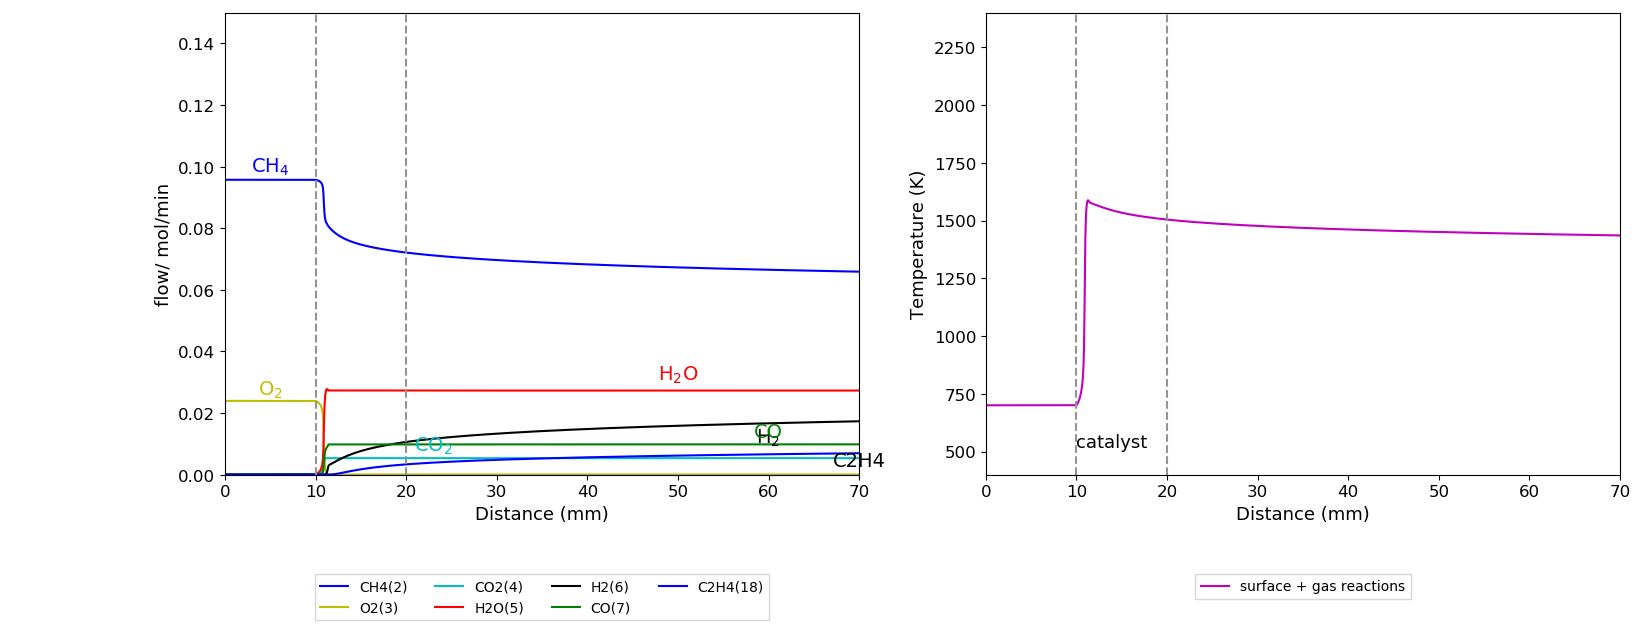 0.14
0.12
0.10
0.08
0.06
0.04
0.02
0.00
flow/ mol/min
CH₄
O₂
H₂O
CO₂
CO
H₂
C2H4
0 10 20 30 40 50 60 70
Distance (mm)
CH4(2) CO2(4) H2(6) C2H4(18)
O2(3) H2O(5) CO(7)
2250
2000
1750
1500
1250
1000
750
500
Temperature (K)
catalyst
0 10 20 30 40 50 60 70
Distance (mm)
surface + gas reactions